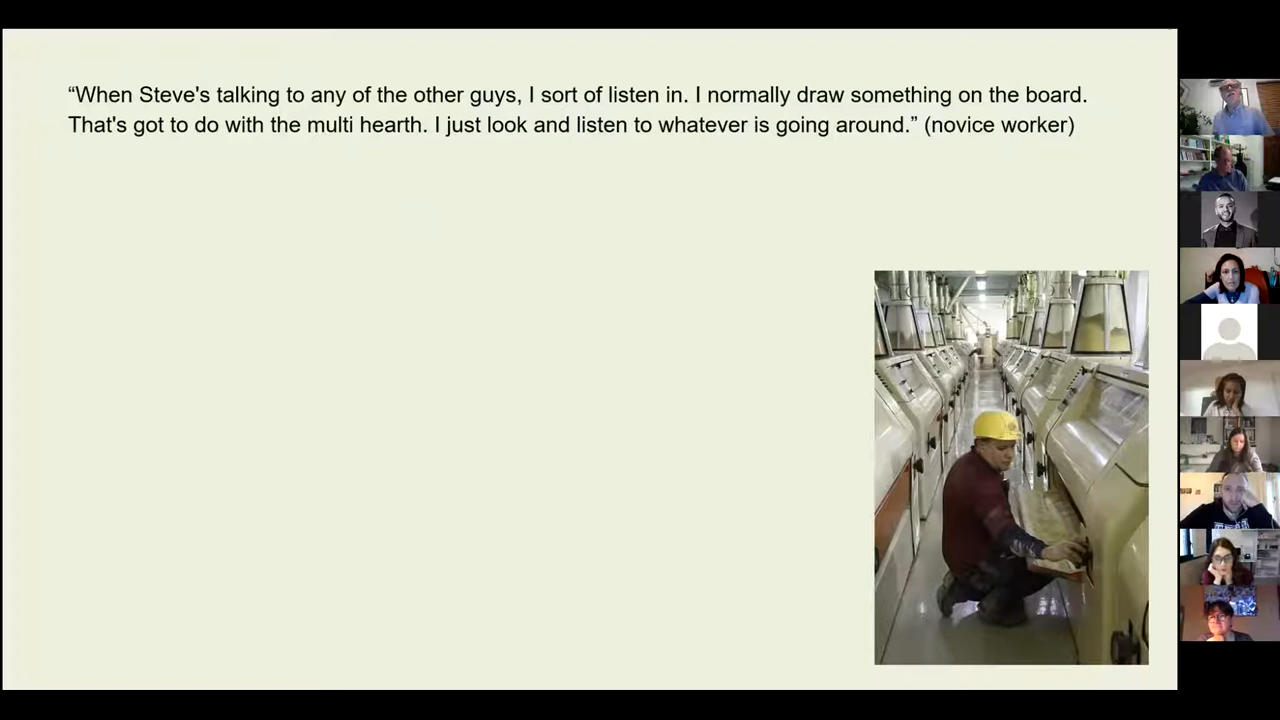 “When Steve's talking to any of the other guys, I sort of listen in. I normally draw something on the board.
That's got to do with the multi hearth. I just look and listen to whatever is going around.” (novice worker)